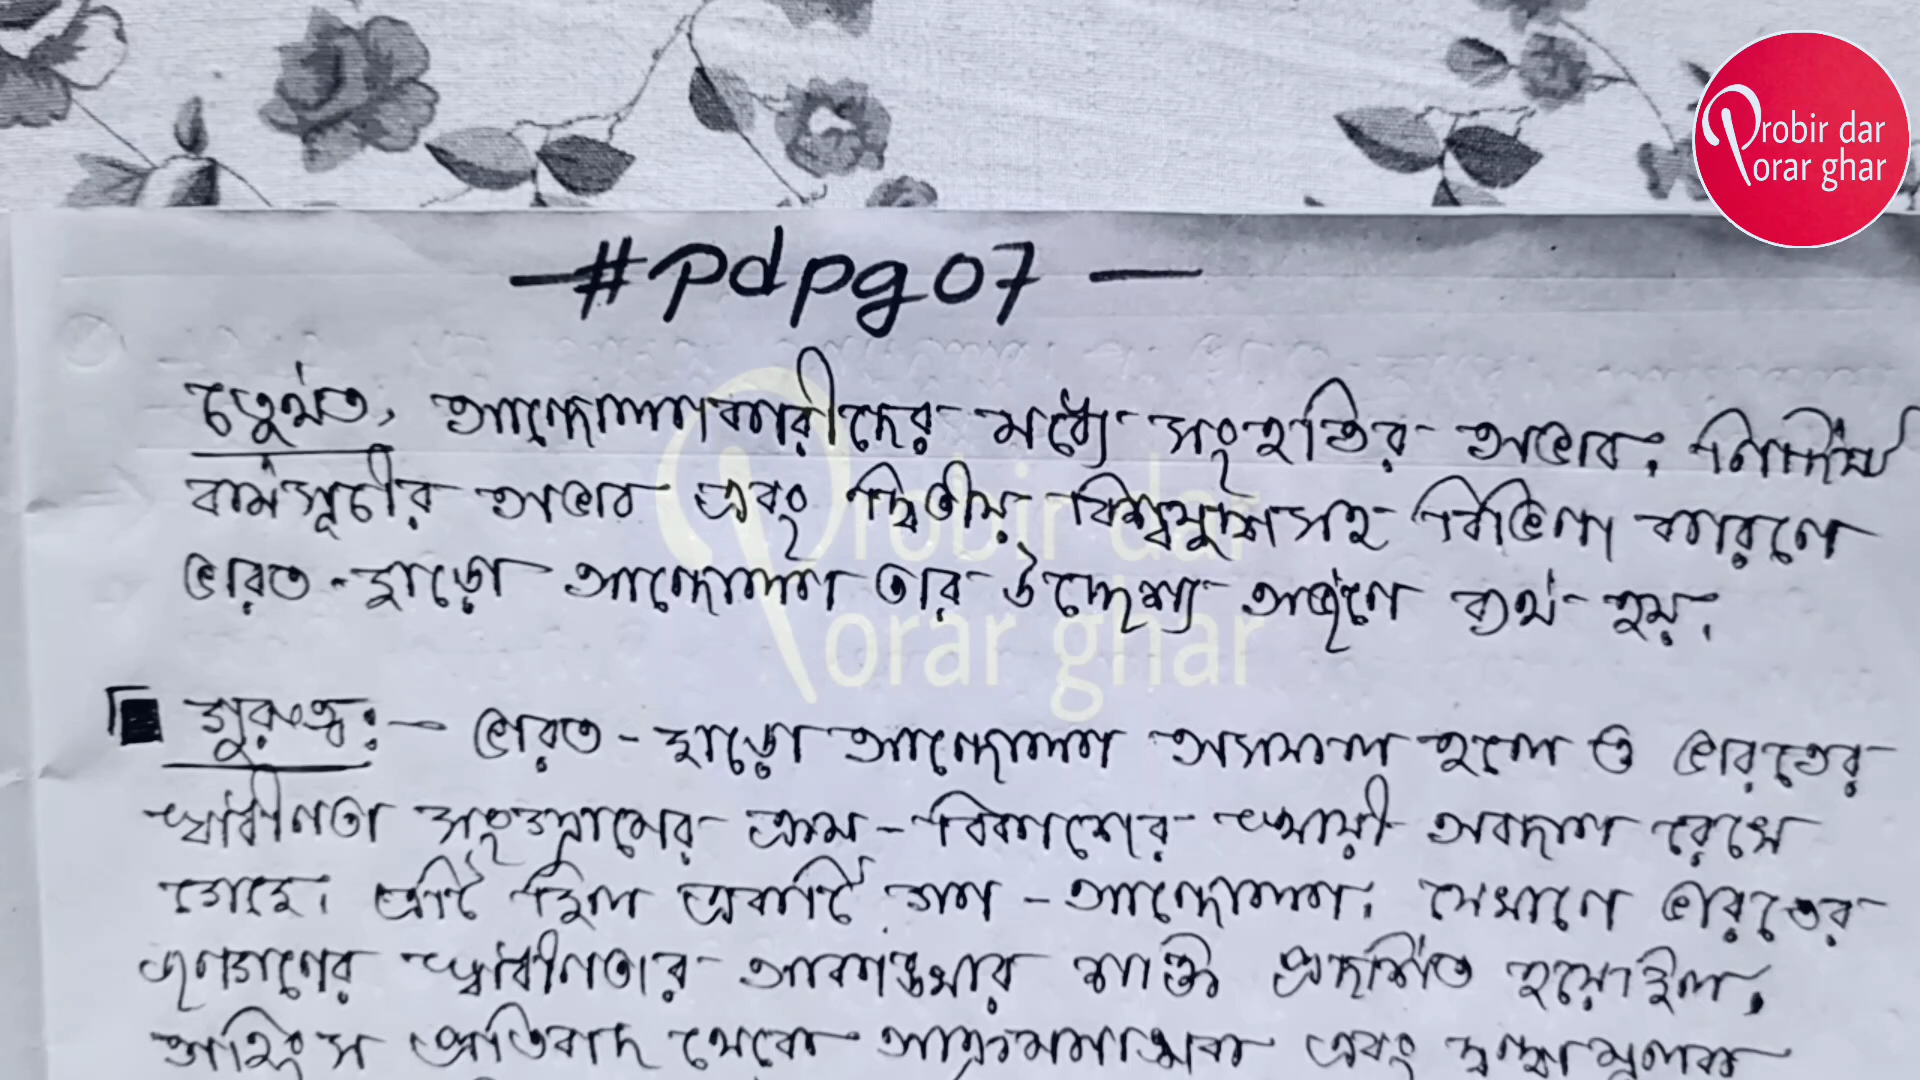 Probir dar
Porar ghar
#pdpg07
চতুর্থত, আন্দোলনকারীদের মধ্যে সংহতির অভাব, নির্দিষ্ট
কর্মসূচীর অভাব এবং দ্বিতীয় বিশ্বযুদ্ধসহ বিভিন্ন কারণে
ভারত-ছাড়ো আন্দোলন তার উদ্দেশ্য অর্জনে ব্যর্থ হয়।
গুরুত্ব:- ভারত-ছাড়ো আন্দোলন অসফল হলেও ভারতের
স্বাধীনতা সংগ্রামের ক্রম-বিকাশের স্থায়ী অবদান রেখে
গেছে। এটি ছিল একটি গণ-আন্দোলন। সেখানে ভারতের
জনগণের স্বাধীনতার আকাঙ্ক্ষার শক্তি প্রদর্শিত হয়েছিল।
অহিংস প্রতিবাদ থেকে আক্রমণাত্মক এবং